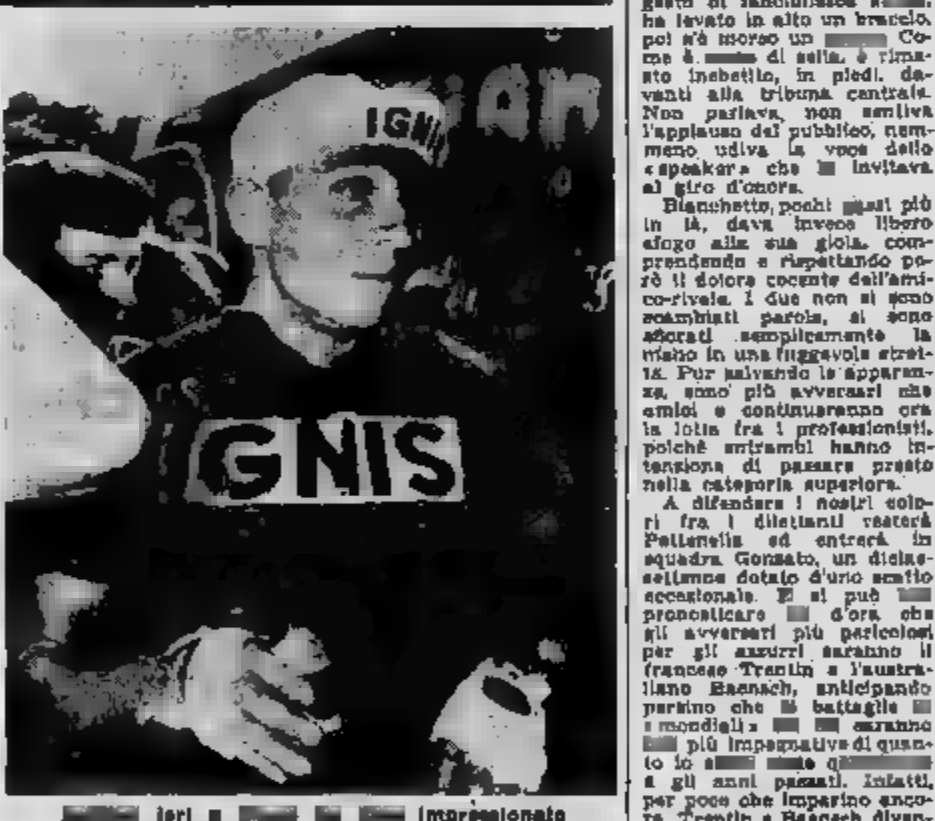 IGNI
GNIS
ieri
impressionato
ha levato in alto un braccio,
poi s'è morso un Co-
me è di sella, è rima-
sto inebetito, in piedi, da-
vanti alla tribuna centrale.
Non parlava, non sentiva
l'applauso del pubblico, nem-
meno udiva la voce dello
«speaker» che invitava
al giro d'onore.
Bianchetto, pochi passi più
in là, dava invece libero
sfogo alla sua gioia, com-
prendendo e rispettando pe-
rò il dolore cocente dell'ami-
co-rivale. I due non si sono
scambiati parola, si sono
sfiorati semplicemente la
mano in una fuggevole stret-
ta. Pur salvando le apparen-
ze, sono più avversari che
amici e continueranno ora
la lotta fra i professionisti,
poiché entrambi hanno in-
tenzione di passare presto
nella categoria superiore.
A difendere i nostri colo-
ri fra i dilettanti resterà
Pettenella ed entrerà in
squadra Gonzato, un dicias-
settenne dotato d'uno scatto
eccezionale. E si può
pronosticare d'ora che
gli avversari più pericolosi
per gli azzurri saranno il
francese Trentin e l'austra-
liano Baensch, anticipando
persino che battaglie
«mondiali» saranno
più impegnative di quan-
to lo
e gli anni passati. Infatti,
per poco che imparino anco-
ra, Trentin e Baensch diven-